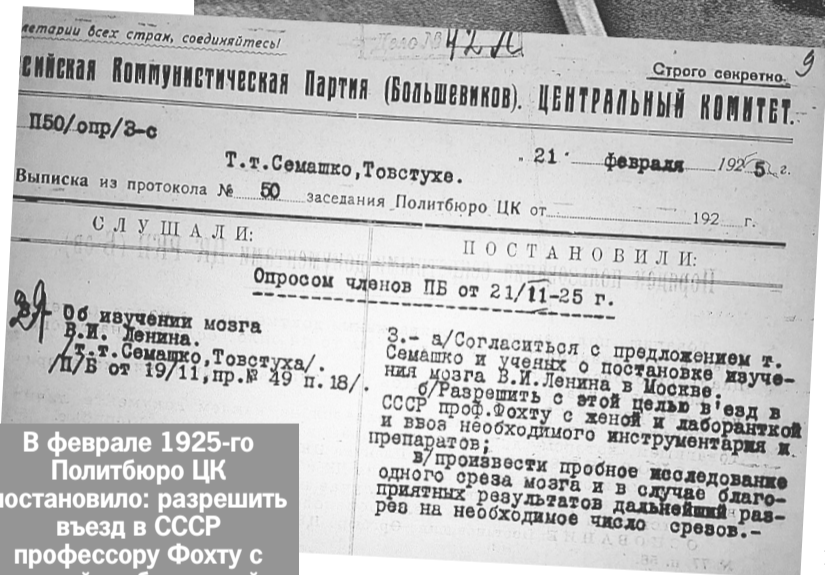 метарии всех стран, соединяйтесь!
Дело № 42 Л
Строго секретно.
9
сийская Коммунистическая Партия (Большевиков). ЦЕНТРАЛЬНЫЙ КОМИТЕТ.
П50/опр/3-с
"21" февраля 1925 г.
Т.т.Семашко,Товстухе.
Выписка из протокола № 50 заседания Политбюро ЦК от 192 г.
СЛУШАЛИ:
ПОСТАНОВИЛИ:
Опросом членов ПБ от 21/11-25 г.
Об изучении мозга
В.И. Ленина.
/т.т.Семашко,Товстуха/.
/П/Б от 19/11,пр.№ 49 п.18/.
3.- а/Согласиться с предложением т.
Семашко и ученых о постановке изуче-
ния мозга В.И.Ленина в Москве;
б/Разрешить с этой целью в'езд в
СССР проф.Фохту с женой и лаборанткой
и ввоз необходимого инструментария и
препаратов;
в/произвести пробное исследование
одного среза мозга и в случае благо-
приятных результатов дальнейший раз-
рез на необходимое число срезов.-
В феврале 1925-го
Политбюро ЦК
постановило: разрешить
въезд в СССР
профессору Фохту с